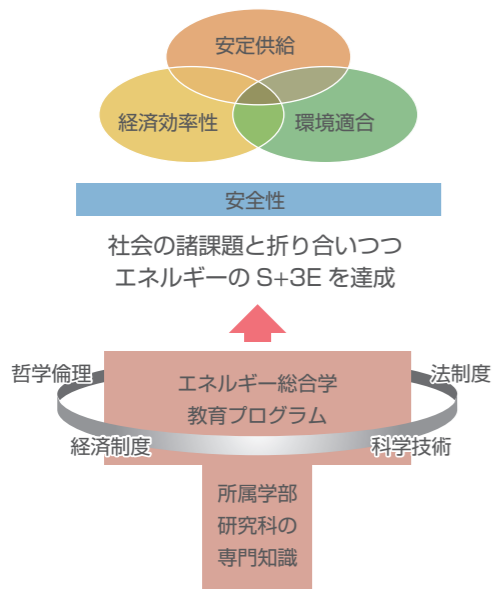 安定供給
経済効率性
環境適合
安全性
社会の諸課題と折り合いつつ
エネルギーの S+3E を達成
哲学倫理
法制度
エネルギー総合学
教育プログラム
経済制度
科学技術
所属学部
研究科の
専門知識